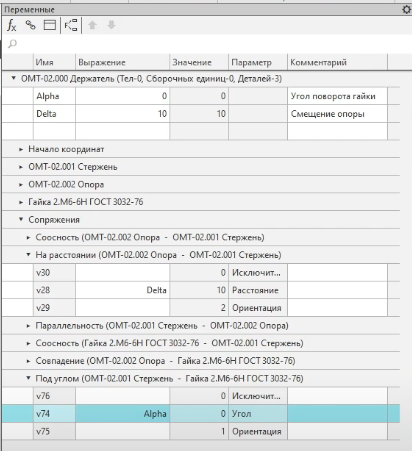 Переменные
Имя Выражение Значение Параметр Комментарий
ОМТ-02.000 Держатель (Тел-0, Сборочных единиц-0, Деталей-3)
Alpha 0 0 Угол поворота гайки
Delta 10 10 Смещение опоры
Начало координат
ОМТ-02.001 Стержень
ОМТ-02.002 Опора
Гайка 2.М6-6Н ГОСТ 3032-76
Сопряжения
Соосность (ОМТ-02.002 Опора - ОМТ-02.001 Стержень)
На расстоянии (ОМТ-02.002 Опора - ОМТ-02.001 Стержень)
v30 0 Исключит...
v28 Delta 10 Расстояние
v29 2 Ориентация
Параллельность (ОМТ-02.001 Стержень - ОМТ-02.002 Опора)
Соосность (Гайка 2.М6-6Н ГОСТ 3032-76 - ОМТ-02.001 Стержень)
Совпадение (ОМТ-02.002 Опора - Гайка 2.М6-6Н ГОСТ 3032-76)
Под углом (ОМТ-02.001 Стержень - Гайка 2.М6-6Н ГОСТ 3032-76)
v76 0 Исключит...
v74 Alpha 0 Угол
v75 1 Ориентация